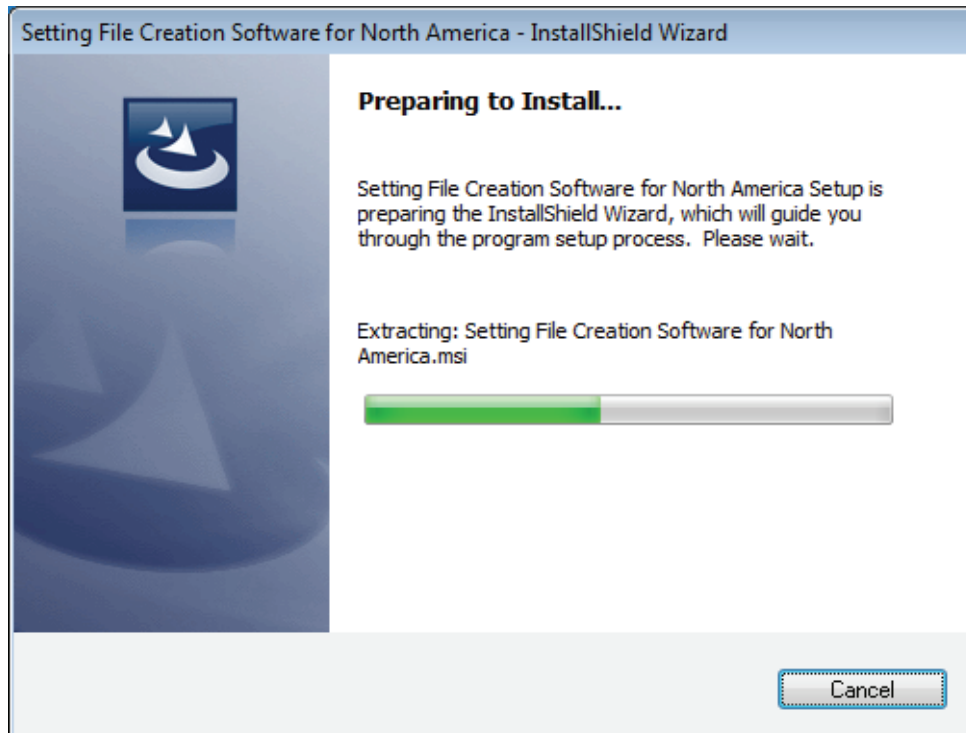 Setting File Creation Software for North America - InstallShield Wizard
Preparing to Install...
Setting File Creation Software for North America Setup is
preparing the InstallShield Wizard, which will guide you
through the program setup process.  Please wait.
Extracting: Setting File Creation Software for North
America.msi
Cancel